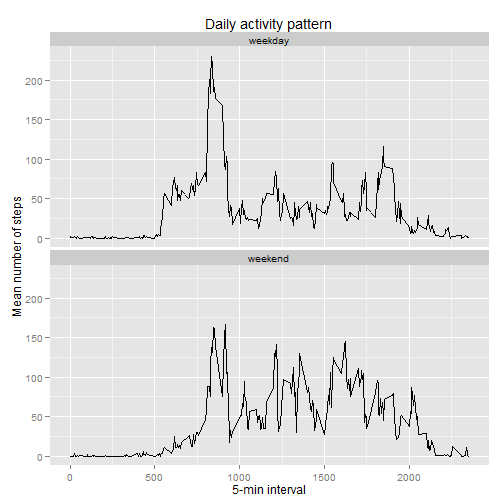 Daily activity pattern
weekday
200
150
100
50
0
weekend
200
150
100
50
0
0 500 1000 1500 2000
5-min interval
Mean number of steps